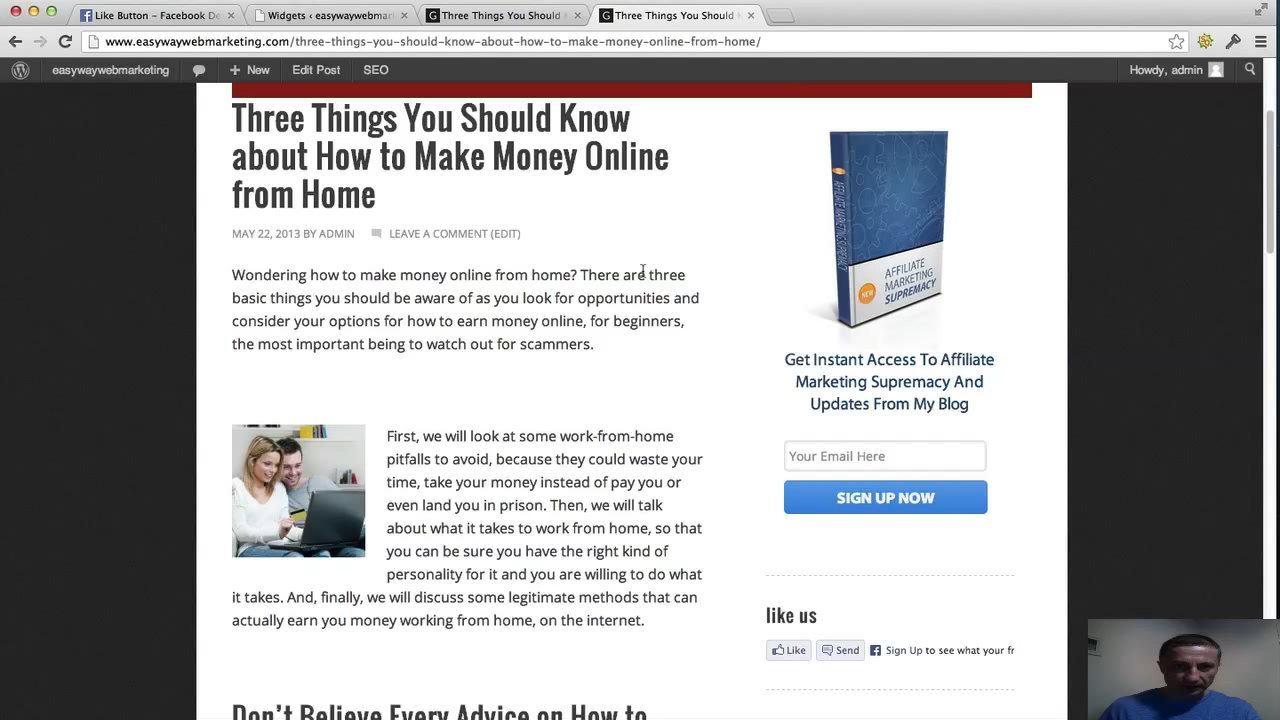 Like Button – Facebook De
Widgets ‹ easywaywebmar
Three Things You Should K
Three Things You Should K
www.easywaywebmarketing.com/three-things-you-should-know-about-how-to-make-money-online-from-home/
easywaywebmarketing
New
Edit Post
SEO
Howdy, admin
Three Things You Should Know
about How to Make Money Online
from Home
MAY 22, 2013 BY ADMIN
LEAVE A COMMENT (EDIT)
Wondering how to make money online from home? There are three
basic things you should be aware of as you look for opportunities and
consider your options for how to earn money online, for beginners,
the most important being to watch out for scammers.
First, we will look at some work-from-home
pitfalls to avoid, because they could waste your
time, take your money instead of pay you or
even land you in prison. Then, we will talk
about what it takes to work from home, so that
you can be sure you have the right kind of
personality for it and you are willing to do what
it takes. And, finally, we will discuss some legitimate methods that can
actually earn you money working from home, on the internet.
Don't Believe Every Advice on How to
AFFILIATE MARKETING SUPREMACY
NEW
AFFILIATE
MARKETING
SUPREMACY
Get Instant Access To Affiliate
Marketing Supremacy And
Updates From My Blog
Your Email Here
SIGN UP NOW
like us
Like
Send
Sign Up to see what your fr